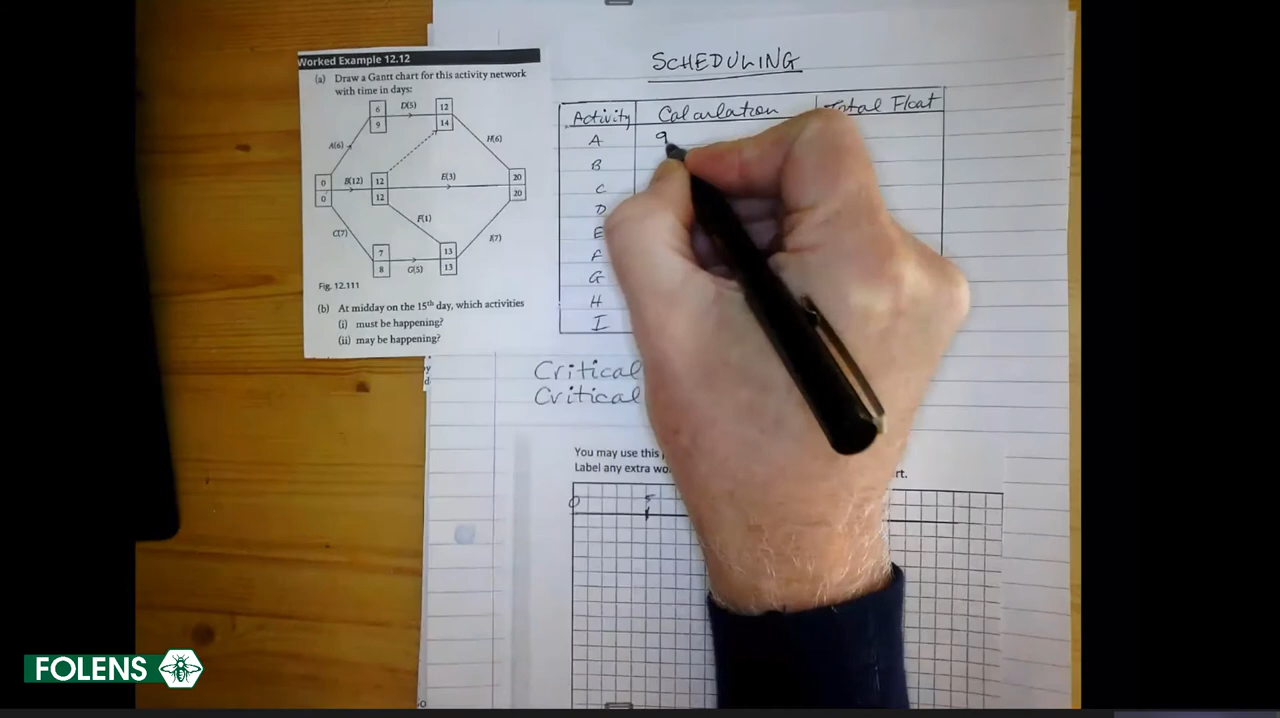 Worked Example 12.12
(a) Draw a Gantt chart for this activity network
with time in days:
6
9
D(5)
12
14
A(6)
H(6)
0
0
B(12)
12
12
E(3)
20
20
F(1)
C(7)
I(7)
7
8
G(5)
13
13
Fig. 12.111
(b) At midday on the 15th day, which activities
(i) must be happening?
(ii) may be happening?
SCHEDULING
Activity Calculation Total Float
A 9
B
C
D
E
F
G
H
I
Critical
Critical
You may use this
Label any extra
rt.
0 5
FOLENS